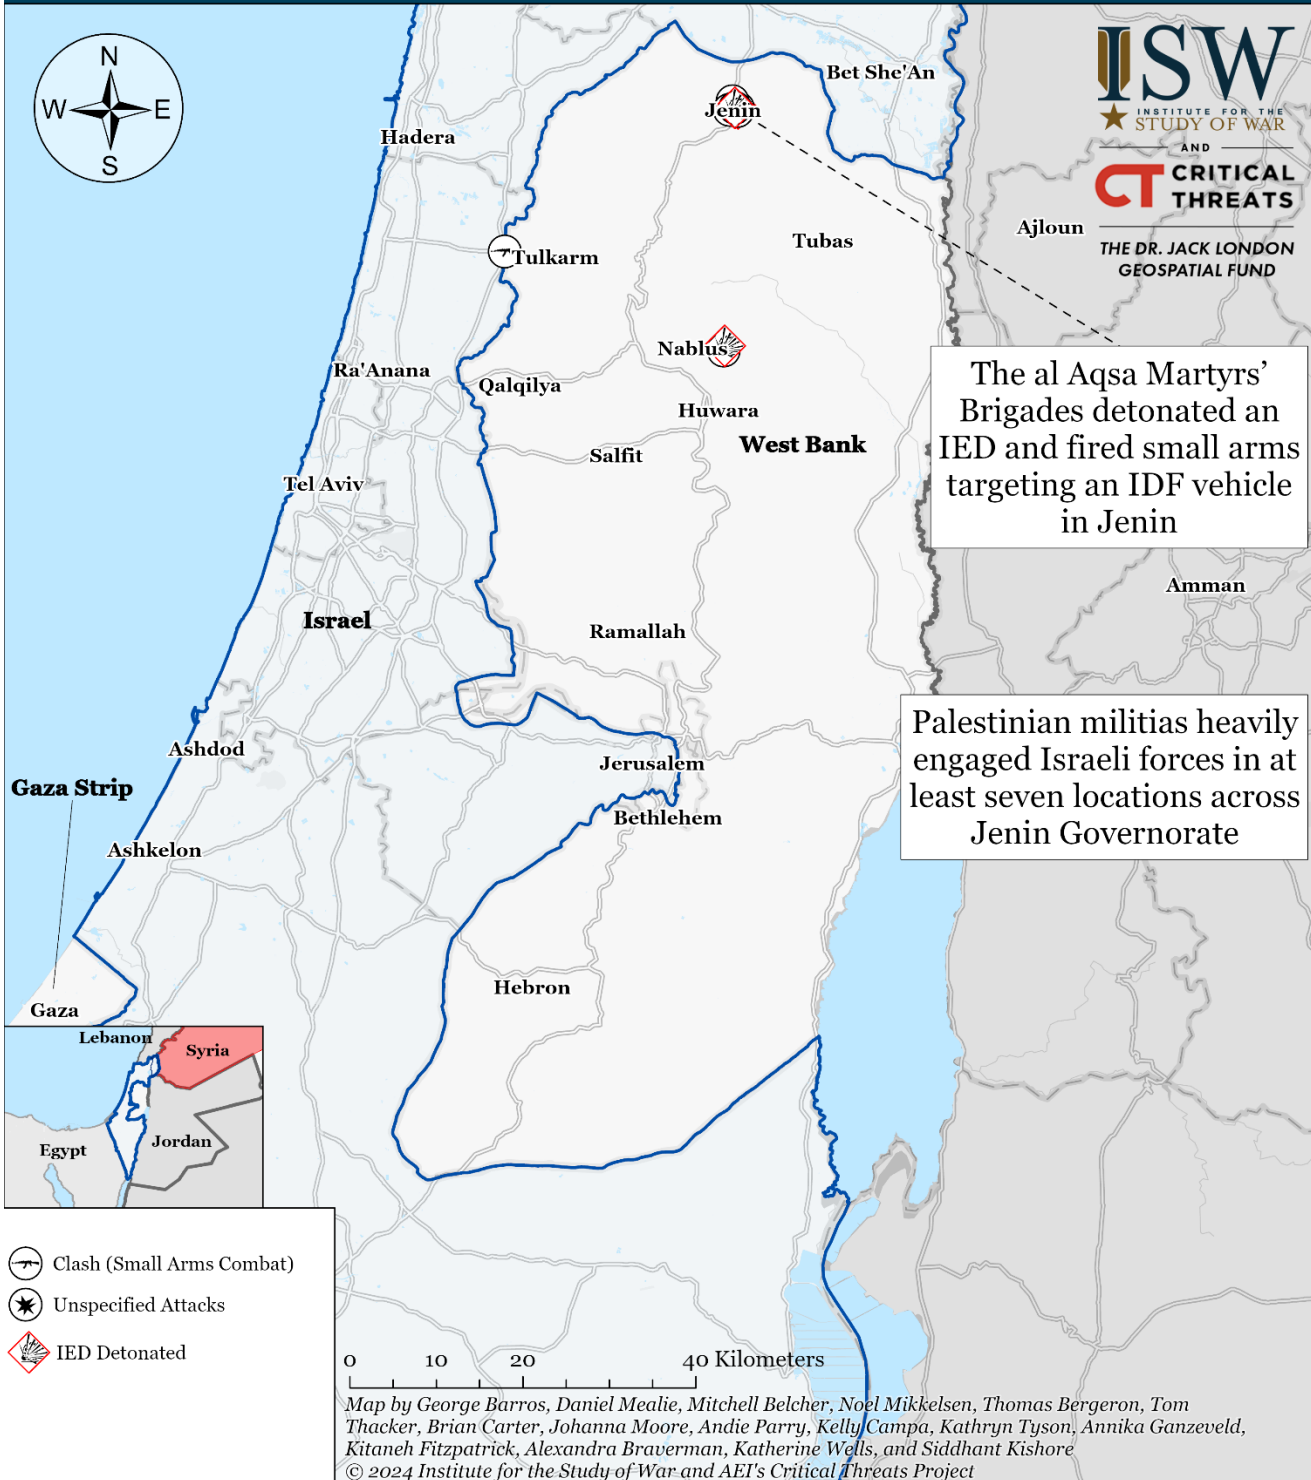 N
W
E
S
ISW
INSTITUTE FOR THE
STUDY OF WAR
AND
CT CRITICAL
THREATS
THE DR. JACK LONDON
GEOSPATIAL FUND
Bet She'An
Jenin
Hadera
Ajloun
Tubas
Tulkarm
Nablus
Ra'Anana
Qalqilya
Huwara
West Bank
Salfit
Tel Aviv
The al Aqsa Martyrs’
Brigades detonated an
IED and fired small arms
targeting an IDF vehicle
in Jenin
Amman
Israel
Ramallah
Palestinian militias heavily
engaged Israeli forces in at
least seven locations across
Jenin Governorate
Ashdod
Jerusalem
Gaza Strip
Bethlehem
Ashkelon
Hebron
Gaza
Lebanon
Syria
Jordan
Egypt
Clash (Small Arms Combat)
Unspecified Attacks
IED Detonated
0 10 20 40 Kilometers
Map by George Barros, Daniel Mealie, Mitchell Belcher, Noel Mikkelsen, Thomas Bergeron, Tom
Thacker, Brian Carter, Johanna Moore, Andie Parry, Kelly Campa, Kathryn Tyson, Annika Ganzeveld,
Kitaneh Fitzpatrick, Alexandra Braverman, Katherine Wells, and Siddhant Kishore
© 2024 Institute for the Study of War and AEI's Critical Threats Project